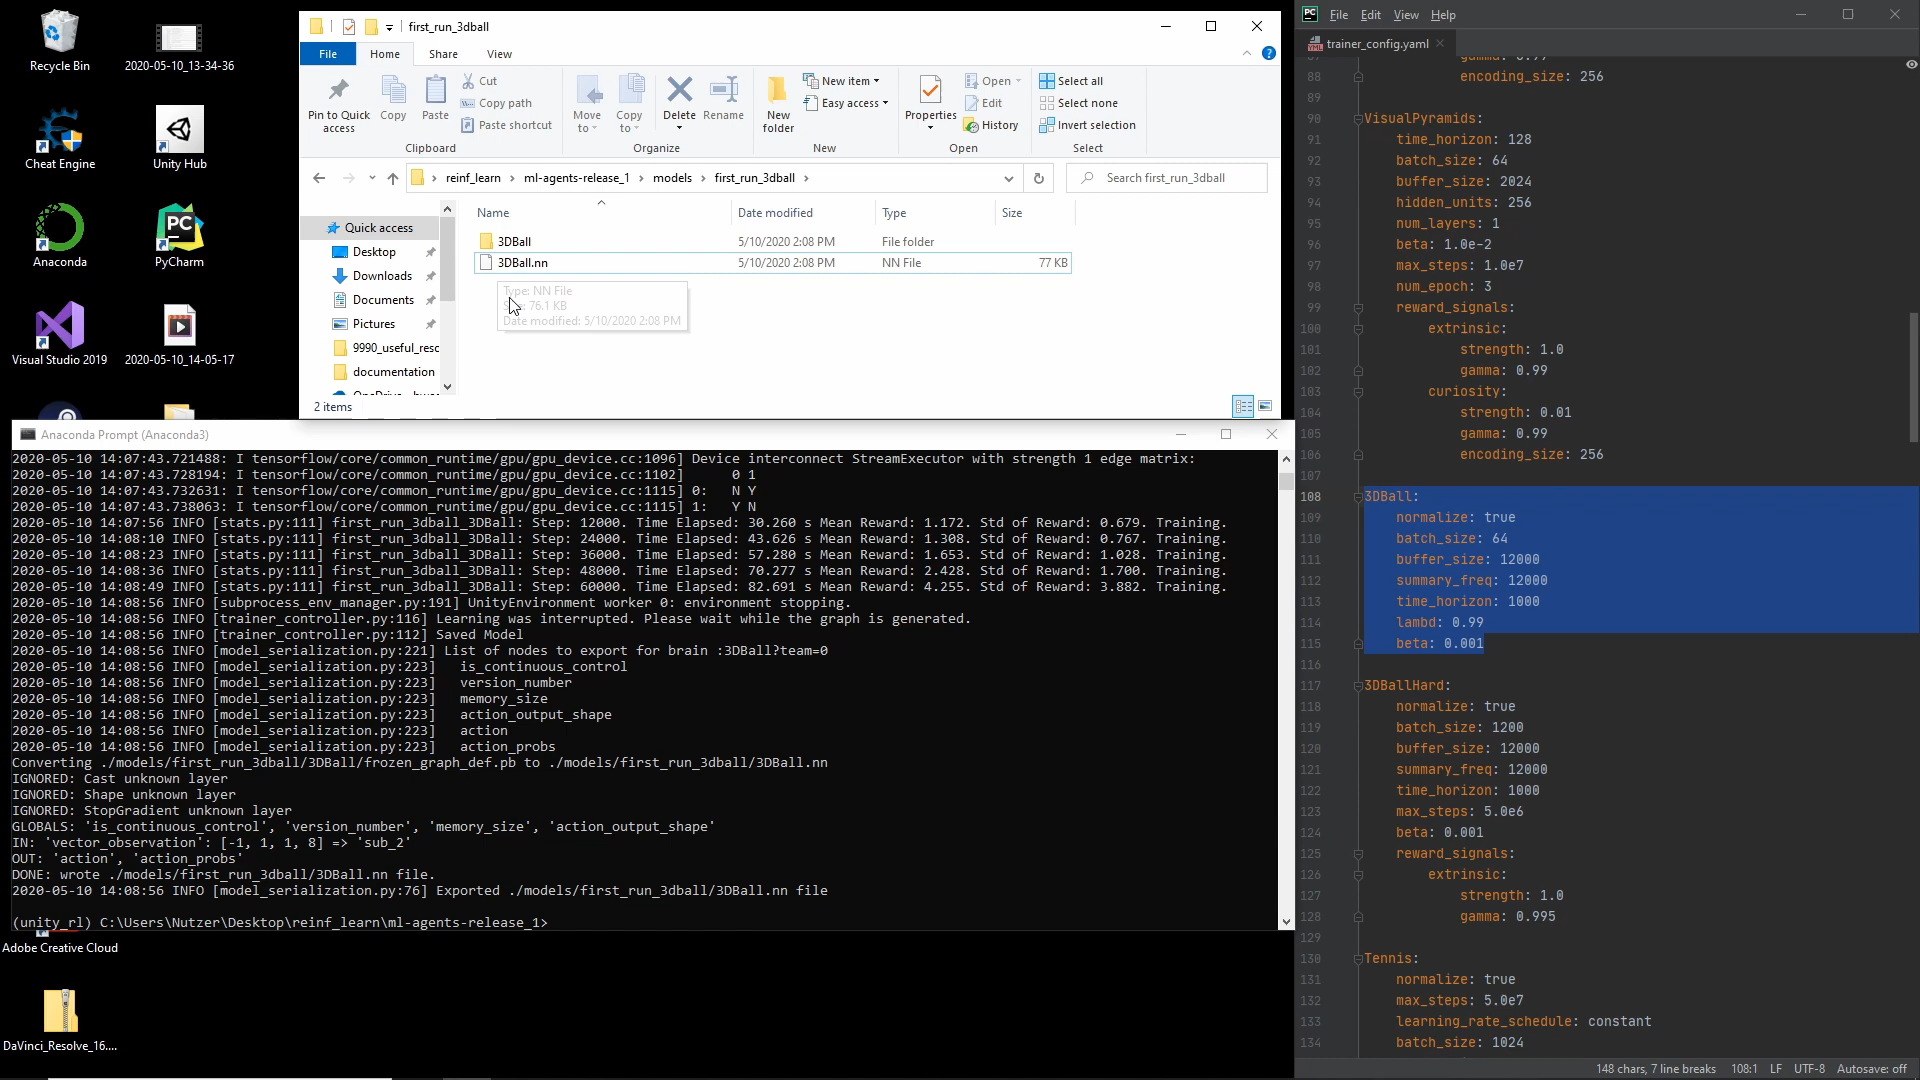 Recycle Bin
2020-05-10_13-34-36
Cheat Engine
Unity Hub
Anaconda
PyCharm
Visual Studio 2019
2020-05-10_14-05-17
Adobe Creative Cloud
DaVinci_Resolve_16....
first_run_3dball
File Home Share View
Pin to Quick access
Copy
Paste
Cut
Copy path
Paste shortcut
Clipboard
Move to
Copy to
Delete
Rename
Organize
New folder
New item
Easy access
New
Properties
Open
Edit
History
Open
Select all
Select none
Invert selection
Select
reinf_learn › ml-agents-release_1 › models › first_run_3dball ›
Search first_run_3dball
Quick access
Desktop
Downloads
Documents
Pictures
9990_useful_resc
documentation
Name Date modified Type Size
3DBall 5/10/2020 2:08 PM File folder
3DBall.nn 5/10/2020 2:08 PM NN File 77 KB
Type: NN File
76.1 KB
Date modified: 5/10/2020 2:08 PM
2 items
Anaconda Prompt (Anaconda3)
2020-05-10 14:07:43.721488: I tensorflow/core/common_runtime/gpu/gpu_device.cc:1096] Device interconnect StreamExecutor with strength 1 edge matrix:
2020-05-10 14:07:43.728194: I tensorflow/core/common_runtime/gpu/gpu_device.cc:1102]      0 1
2020-05-10 14:07:43.732631: I tensorflow/core/common_runtime/gpu/gpu_device.cc:1115] 0:   N Y
2020-05-10 14:07:43.738063: I tensorflow/core/common_runtime/gpu/gpu_device.cc:1115] 1:   Y N
2020-05-10 14:07:56 INFO [stats.py:111] first_run_3dball_3DBall: Step: 12000. Time Elapsed: 30.260 s Mean Reward: 1.172. Std of Reward: 0.679. Training.
2020-05-10 14:08:10 INFO [stats.py:111] first_run_3dball_3DBall: Step: 24000. Time Elapsed: 43.626 s Mean Reward: 1.308. Std of Reward: 0.767. Training.
2020-05-10 14:08:23 INFO [stats.py:111] first_run_3dball_3DBall: Step: 36000. Time Elapsed: 57.280 s Mean Reward: 1.653. Std of Reward: 1.028. Training.
2020-05-10 14:08:36 INFO [stats.py:111] first_run_3dball_3DBall: Step: 48000. Time Elapsed: 70.277 s Mean Reward: 2.428. Std of Reward: 1.700. Training.
2020-05-10 14:08:49 INFO [stats.py:111] first_run_3dball_3DBall: Step: 60000. Time Elapsed: 82.691 s Mean Reward: 4.255. Std of Reward: 3.882. Training.
2020-05-10 14:08:56 INFO [subprocess_env_manager.py:191] UnityEnvironment worker 0: environment stopping.
2020-05-10 14:08:56 INFO [trainer_controller.py:116] Learning was interrupted. Please wait while the graph is generated.
2020-05-10 14:08:56 INFO [trainer_controller.py:112] Saved Model
2020-05-10 14:08:56 INFO [model_serialization.py:221] List of nodes to export for brain :3DBall?team=0
2020-05-10 14:08:56 INFO [model_serialization.py:223]   is_continuous_control
2020-05-10 14:08:56 INFO [model_serialization.py:223]   version_number
2020-05-10 14:08:56 INFO [model_serialization.py:223]   memory_size
2020-05-10 14:08:56 INFO [model_serialization.py:223]   action_output_shape
2020-05-10 14:08:56 INFO [model_serialization.py:223]   action
2020-05-10 14:08:56 INFO [model_serialization.py:223]   action_probs
Converting ./models/first_run_3dball/3DBall/frozen_graph_def.pb to ./models/first_run_3dball/3DBall.nn
IGNORED: Cast unknown layer
IGNORED: Shape unknown layer
IGNORED: StopGradient unknown layer
GLOBALS: 'is_continuous_control', 'version_number', 'memory_size', 'action_output_shape'
IN: 'vector_observation': [-1, 1, 1, 8] => 'sub_2'
OUT: 'action', 'action_probs'
DONE: wrote ./models/first_run_3dball/3DBall.nn file.
2020-05-10 14:08:56 INFO [model_serialization.py:76] Exported ./models/first_run_3dball/3DBall.nn file
(unity_rl) C:\Users\Nutzer\Desktop\reinf_learn\ml-agents-release_1>
PC File Edit View Help
trainer_config.yaml
88 encoding_size: 256
89
90 VisualPyramids:
91 time_horizon: 128
92 batch_size: 64
93 buffer_size: 2024
94 hidden_units: 256
95 num_layers: 1
96 beta: 1.0e-2
97 max_steps: 1.0e7
98 num_epoch: 3
99 reward_signals:
100 extrinsic:
101 strength: 1.0
102 gamma: 0.99
103 curiosity:
104 strength: 0.01
105 gamma: 0.99
106 encoding_size: 256
107
108 3DBall:
109 normalize: true
110 batch_size: 64
111 buffer_size: 12000
112 summary_freq: 12000
113 time_horizon: 1000
114 lambd: 0.99
115 beta: 0.001
116
117 3DBallHard:
118 normalize: true
119 batch_size: 1200
120 buffer_size: 12000
121 summary_freq: 12000
122 time_horizon: 1000
123 max_steps: 5.0e6
124 beta: 0.001
125 reward_signals:
126 extrinsic:
127 strength: 1.0
128 gamma: 0.995
129
130 Tennis:
131 normalize: true
132 max_steps: 5.0e7
133 learning_rate_schedule: constant
134 batch_size: 1024
148 chars, 7 line breaks 108:1 LF UTF-8 Autosave: off